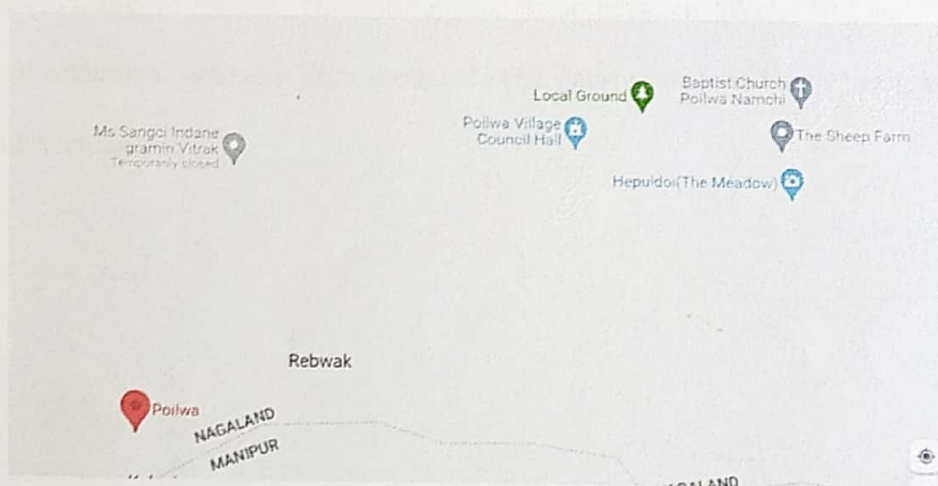 Local Ground
Baptist Church
Poilwa Namchi
Ms Sangci Indane
gramin Vitrak
Temporarily closed
Poilwa Village
Council Hall
The Sheep Farm
Hepuidoi(The Meadow)
Rebwak
Poilwa
NAGALAND
MANIPUR